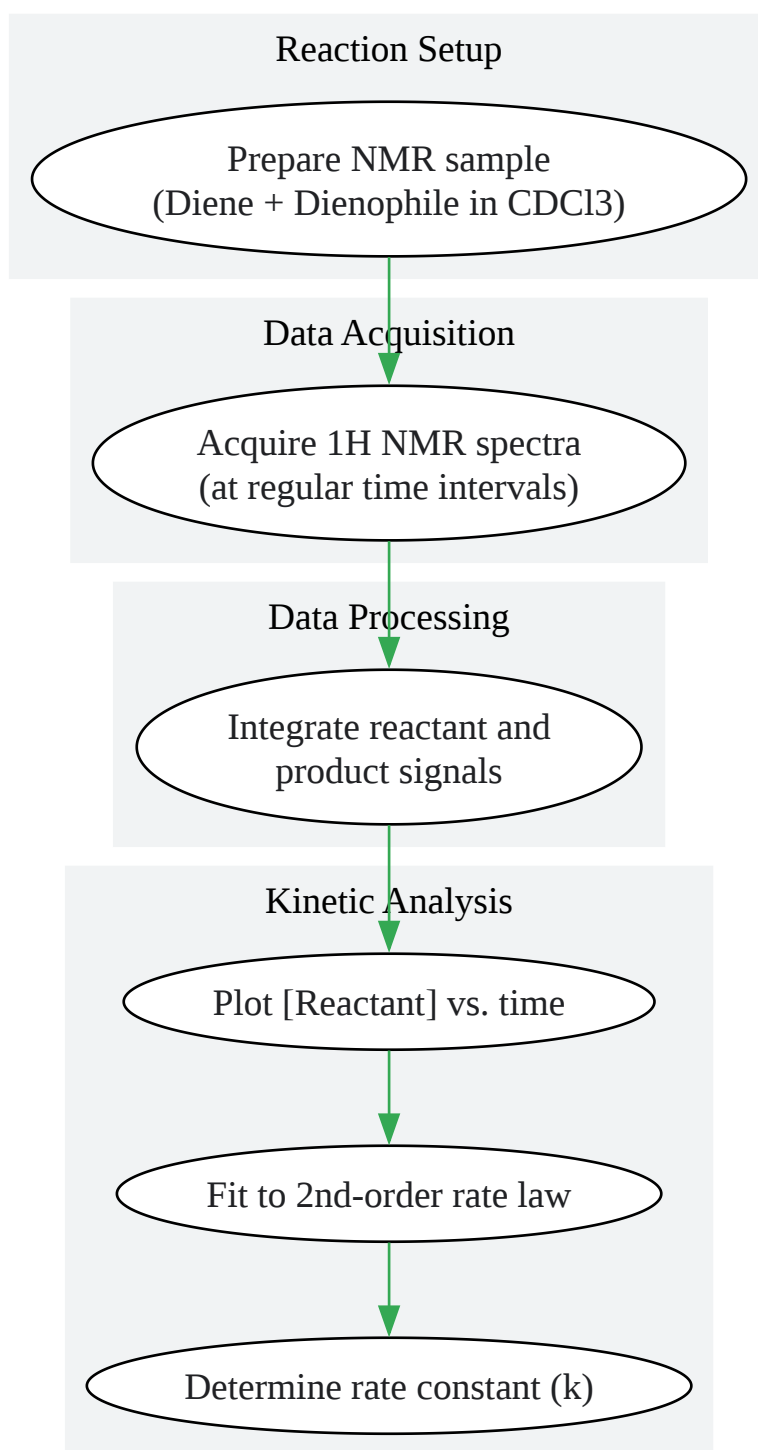 Reaction Setup
Prepare NMR sample
(Diene + Dienophile in CDCl3)
Data Acquisition
Acquire 1H NMR spectra
(at regular time intervals)
Data Processing
Integrate reactant and
product signals
Kinetic Analysis
Plot [Reactant] vs. time
Fit to 2nd-order rate law
Determine rate constant (k)